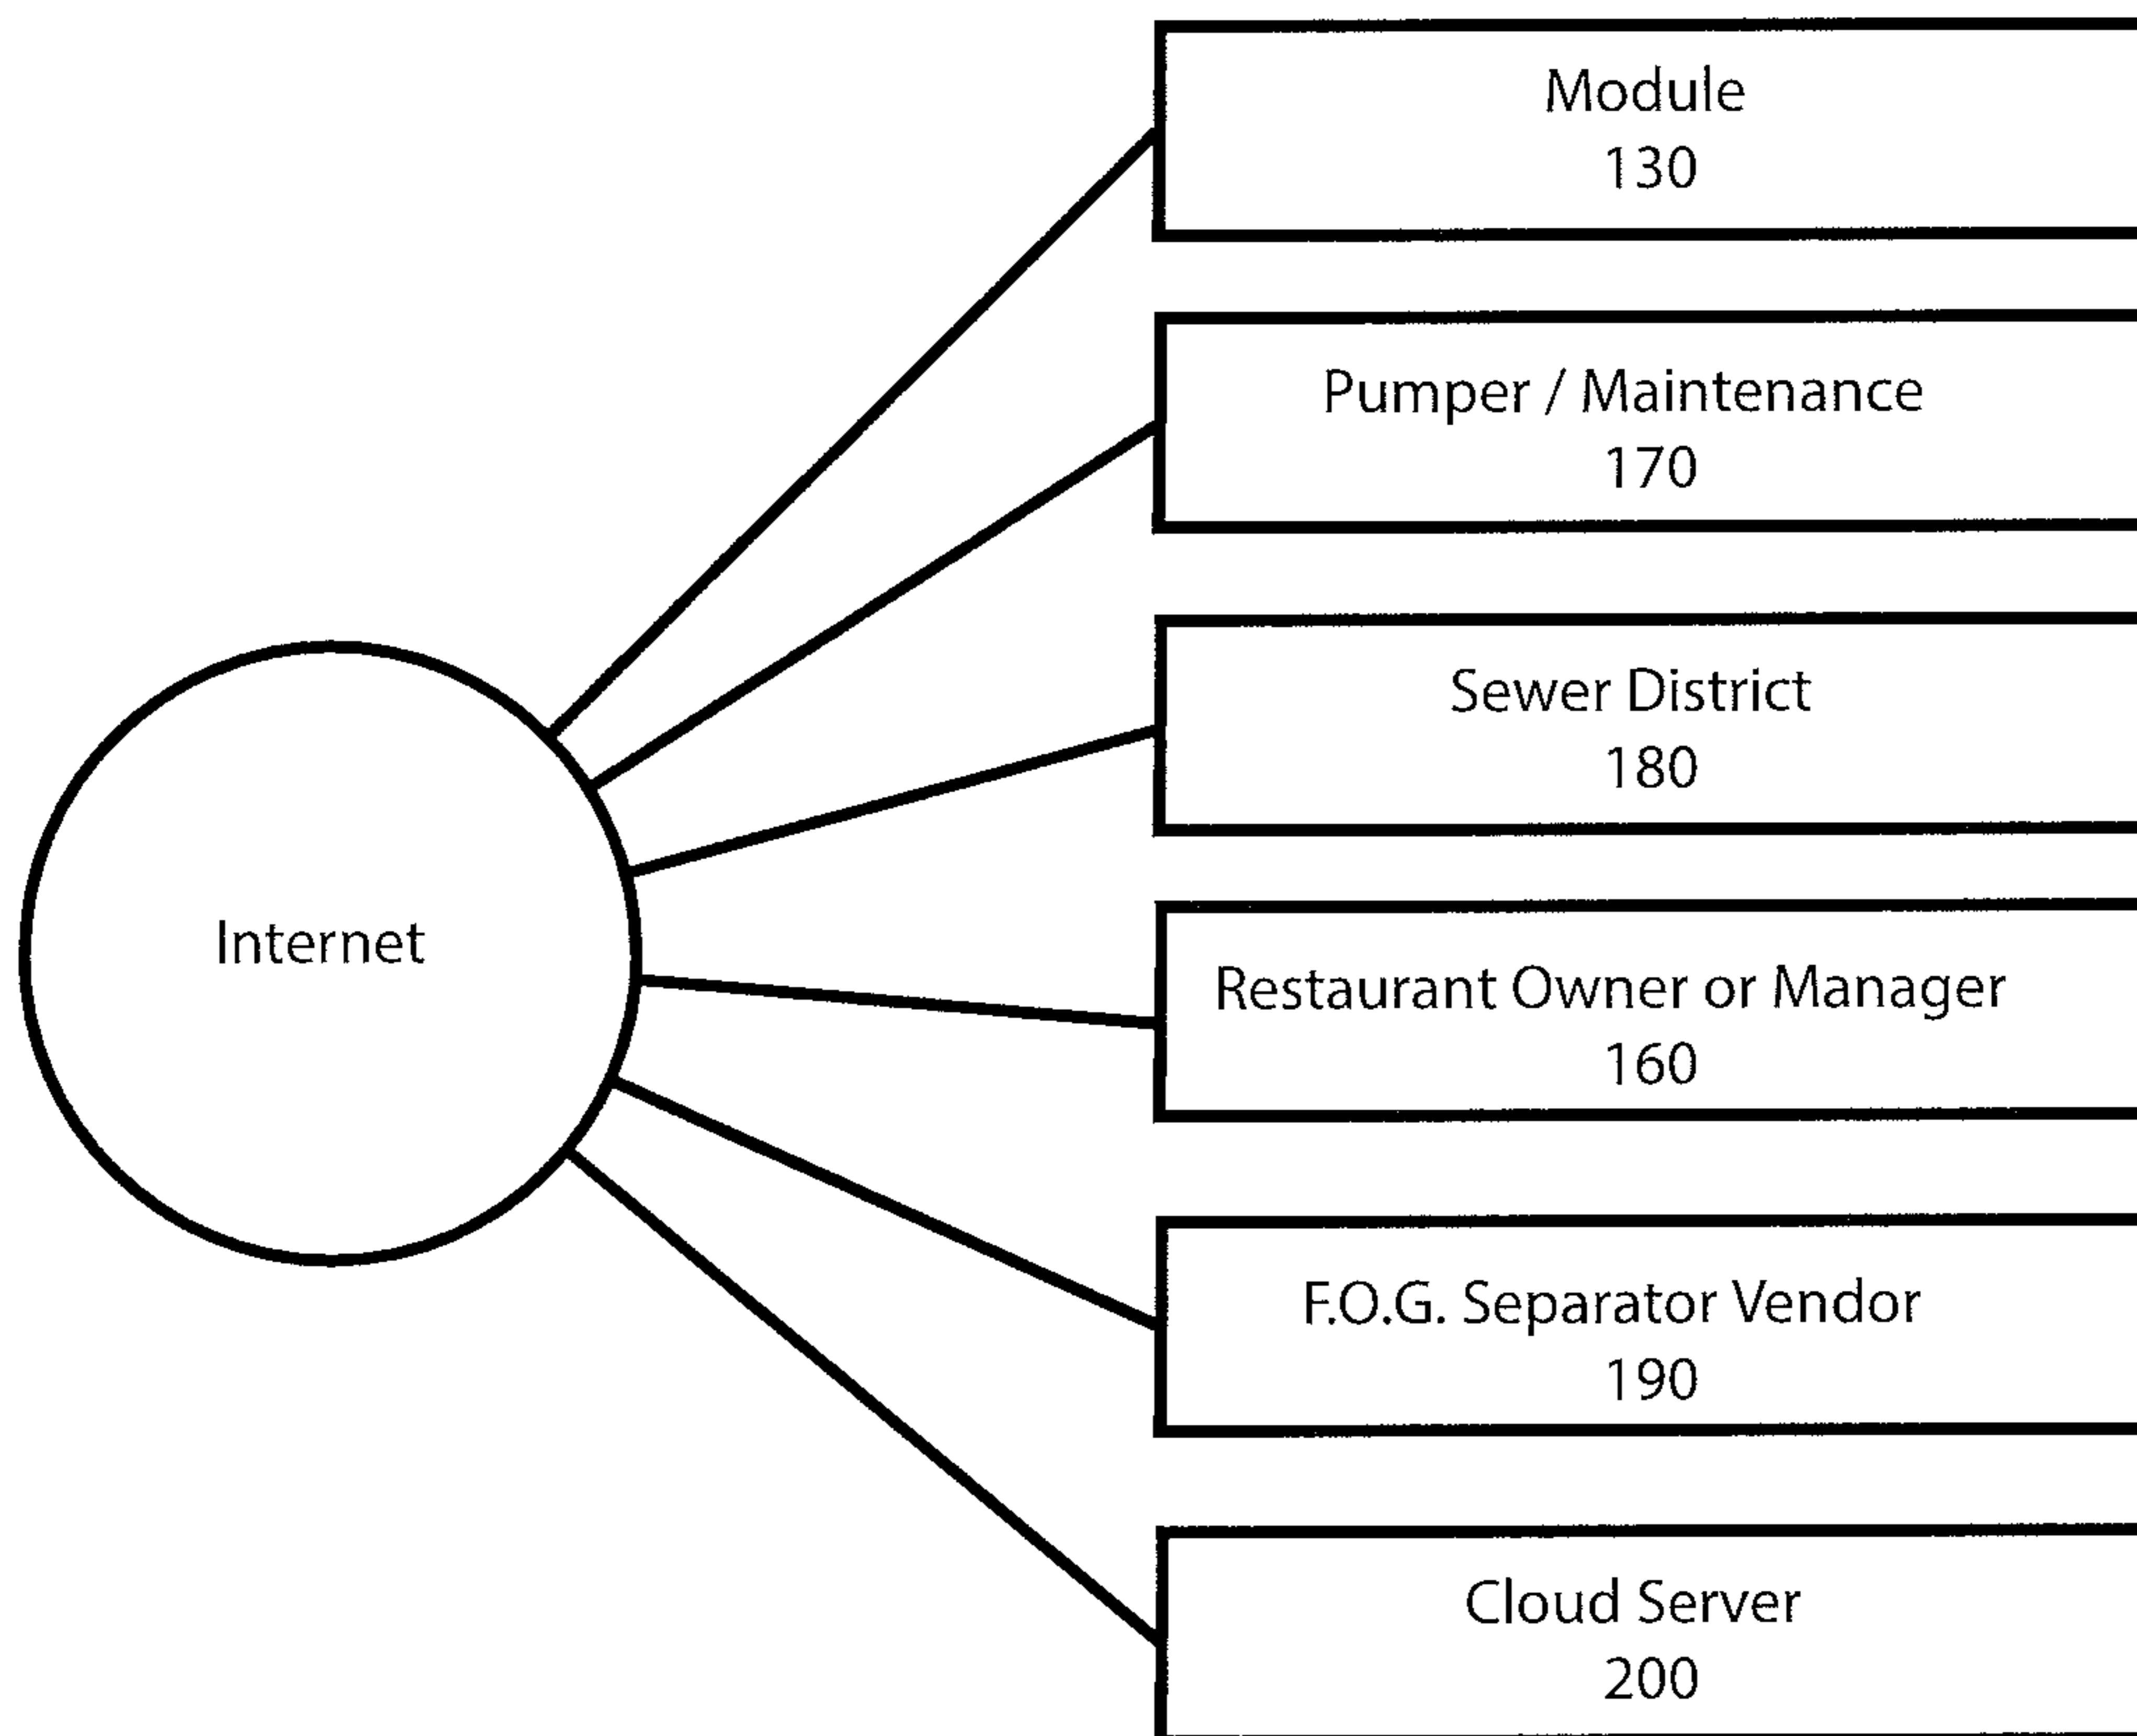 Module
130
Pumper / Maintenance
170
Sewer District
180
Internet
Restaurant Owner or Manager
160
F.O.G. Separator Vendor
190
Cloud Server
200